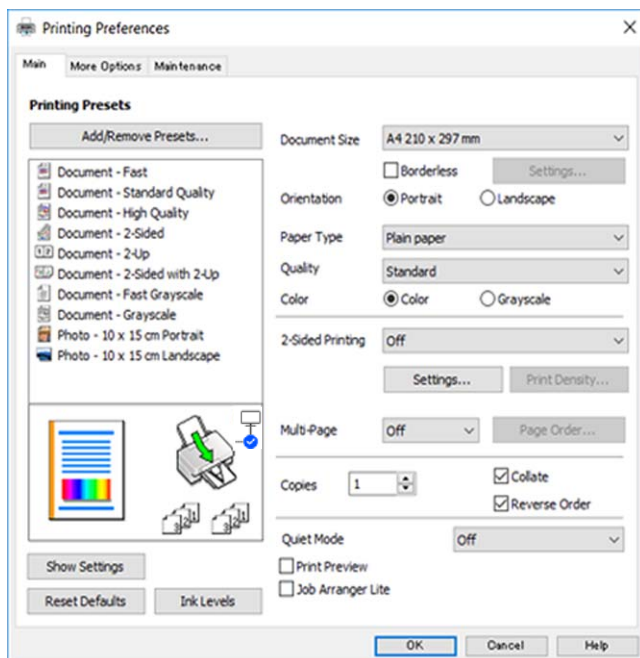 Printing Preferences
Main More Options Maintenance
Printing Presets
Add/Remove Presets...
Document - Fast
Document - Standard Quality
Document - High Quality
Document - 2-Sided
Document - 2-Up
Document - 2-Sided with 2-Up
Document - Fast Grayscale
Document - Grayscale
Photo - 10 x 15 cm Portrait
Photo - 10 x 15 cm Landscape
Show Settings
Reset Defaults Ink Levels
Document Size A4 210 x 297 mm
Borderless Settings...
Orientation Portrait Landscape
Paper Type Plain paper
Quality Standard
Color Color Grayscale
2-Sided Printing Off
Settings... Print Density...
Multi-Page Off Page Order...
Copies 1 Collate
Reverse Order
Quiet Mode Off
Print Preview
Job Arranger Lite
OK Cancel Help